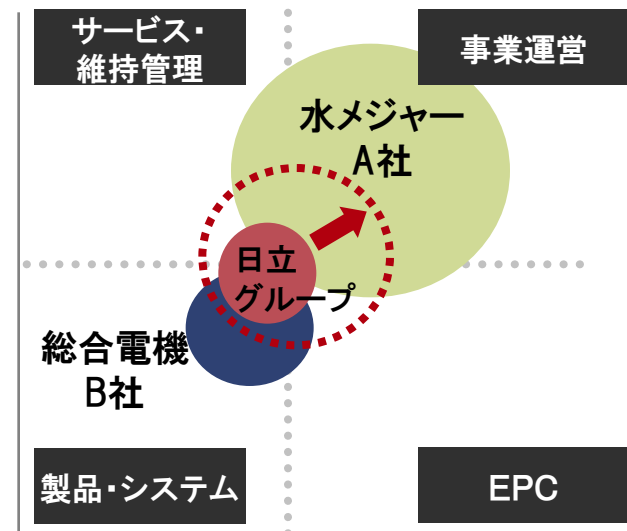 サービス・
維持管理
事業運営
水メジャー
A社
日立
グループ
総合電機
B社
製品・システム
EPC